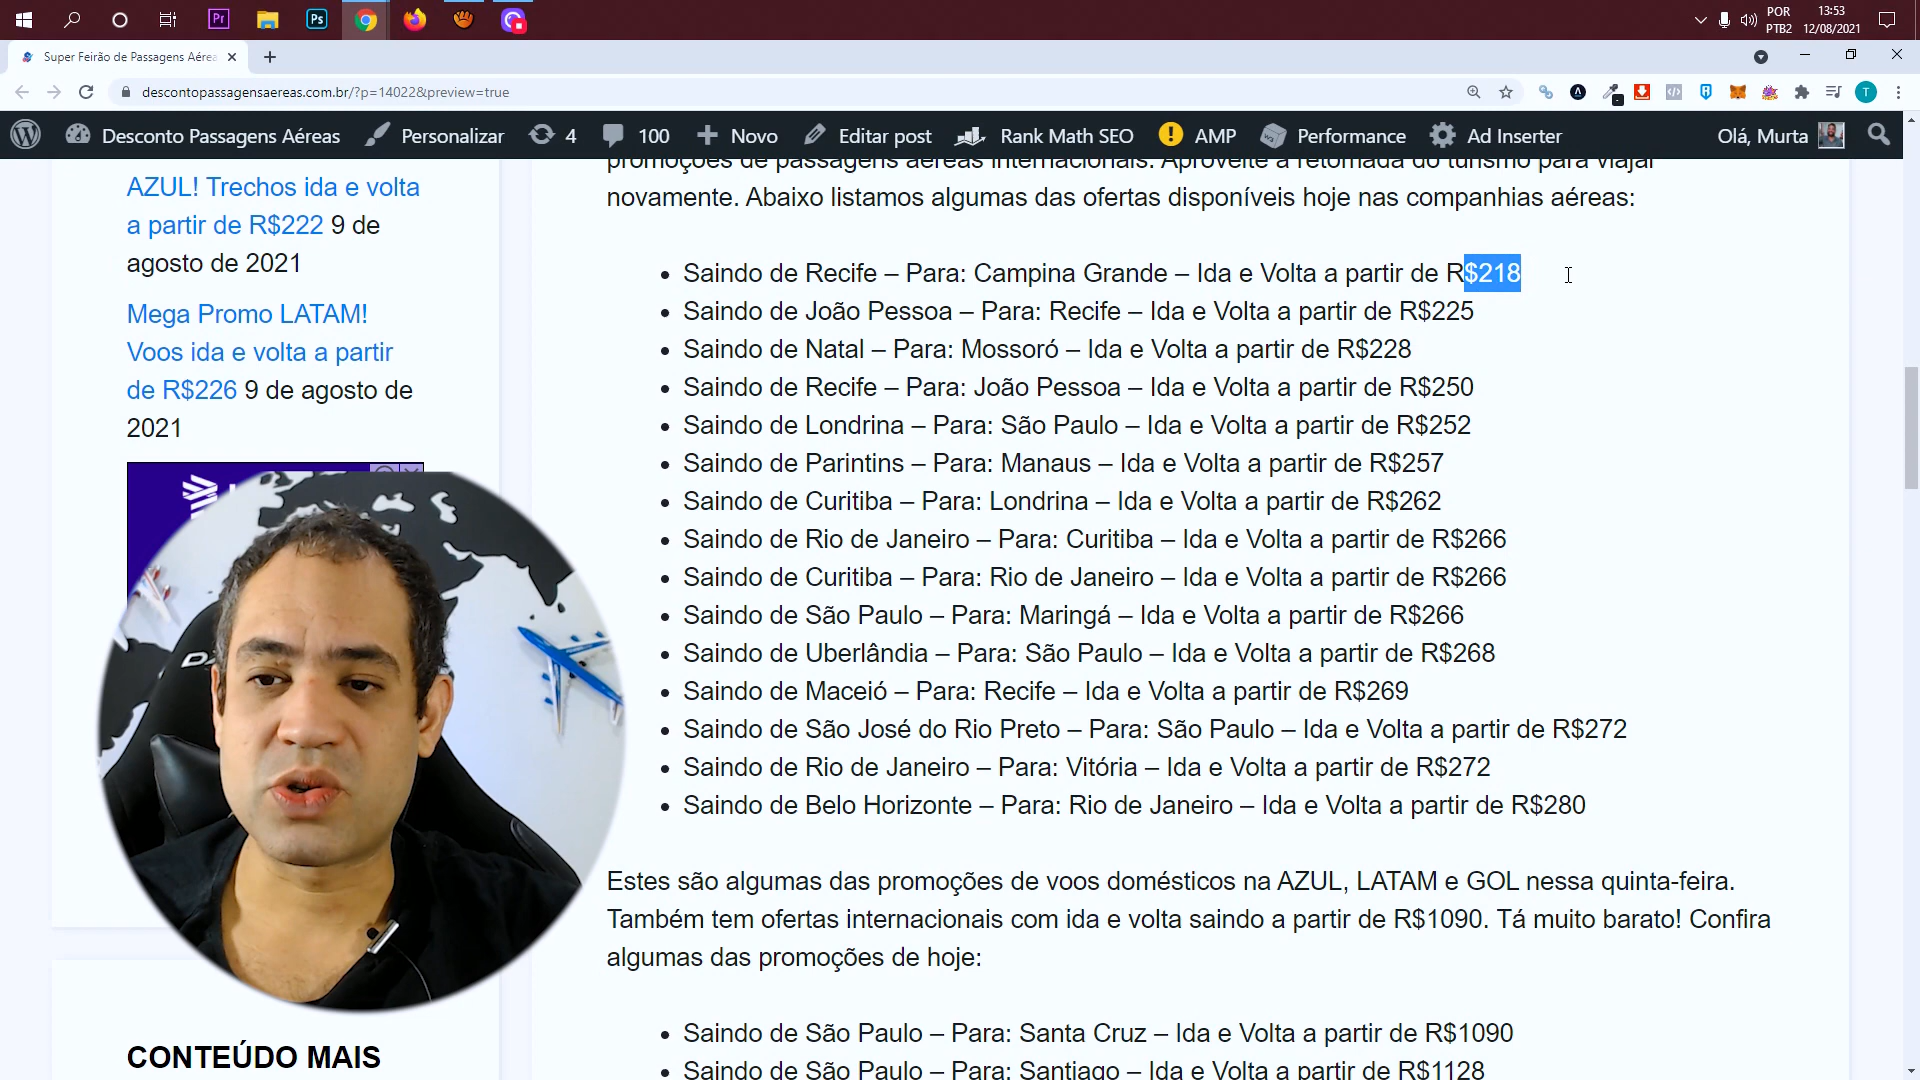 POR
PTB2
13:53
12/08/2021
Super Feirão de Passagens Aérea
descontopassagensaereas.com.br/?p=14022&preview=true
Desconto Passagens Aéreas
Personalizar
4
100
Novo
Editar post
Rank Math SEO
AMP
Performance
Ad Inserter
Olá, Murta
AZUL! Trechos ida e volta
a partir de R$222 9 de
agosto de 2021
Mega Promo LATAM!
Voos ida e volta a partir
de R$226 9 de agosto de
2021
CONTEÚDO MAIS
promoções de passagens aéreas internacionais. Aproveite a retomada do turismo para viajar
novamente. Abaixo listamos algumas das ofertas disponíveis hoje nas companhias aéreas:
Saindo de Recife – Para: Campina Grande – Ida e Volta a partir de R$218
Saindo de João Pessoa – Para: Recife – Ida e Volta a partir de R$225
Saindo de Natal – Para: Mossoró – Ida e Volta a partir de R$228
Saindo de Recife – Para: João Pessoa – Ida e Volta a partir de R$250
Saindo de Londrina – Para: São Paulo – Ida e Volta a partir de R$252
Saindo de Parintins – Para: Manaus – Ida e Volta a partir de R$257
Saindo de Curitiba – Para: Londrina – Ida e Volta a partir de R$262
Saindo de Rio de Janeiro – Para: Curitiba – Ida e Volta a partir de R$266
Saindo de Curitiba – Para: Rio de Janeiro – Ida e Volta a partir de R$266
Saindo de São Paulo – Para: Maringá – Ida e Volta a partir de R$266
Saindo de Uberlândia – Para: São Paulo – Ida e Volta a partir de R$268
Saindo de Maceió – Para: Recife – Ida e Volta a partir de R$269
Saindo de São José do Rio Preto – Para: São Paulo – Ida e Volta a partir de R$272
Saindo de Rio de Janeiro – Para: Vitória – Ida e Volta a partir de R$272
Saindo de Belo Horizonte – Para: Rio de Janeiro – Ida e Volta a partir de R$280
Estes são algumas das promoções de voos domésticos na AZUL, LATAM e GOL nessa quinta-feira.
Também tem ofertas internacionais com ida e volta saindo a partir de R$1090. Tá muito barato! Confira
algumas das promoções de hoje:
Saindo de São Paulo – Para: Santa Cruz – Ida e Volta a partir de R$1090
Saindo de São Paulo – Para: Santiago – Ida e Volta a partir de R$1128